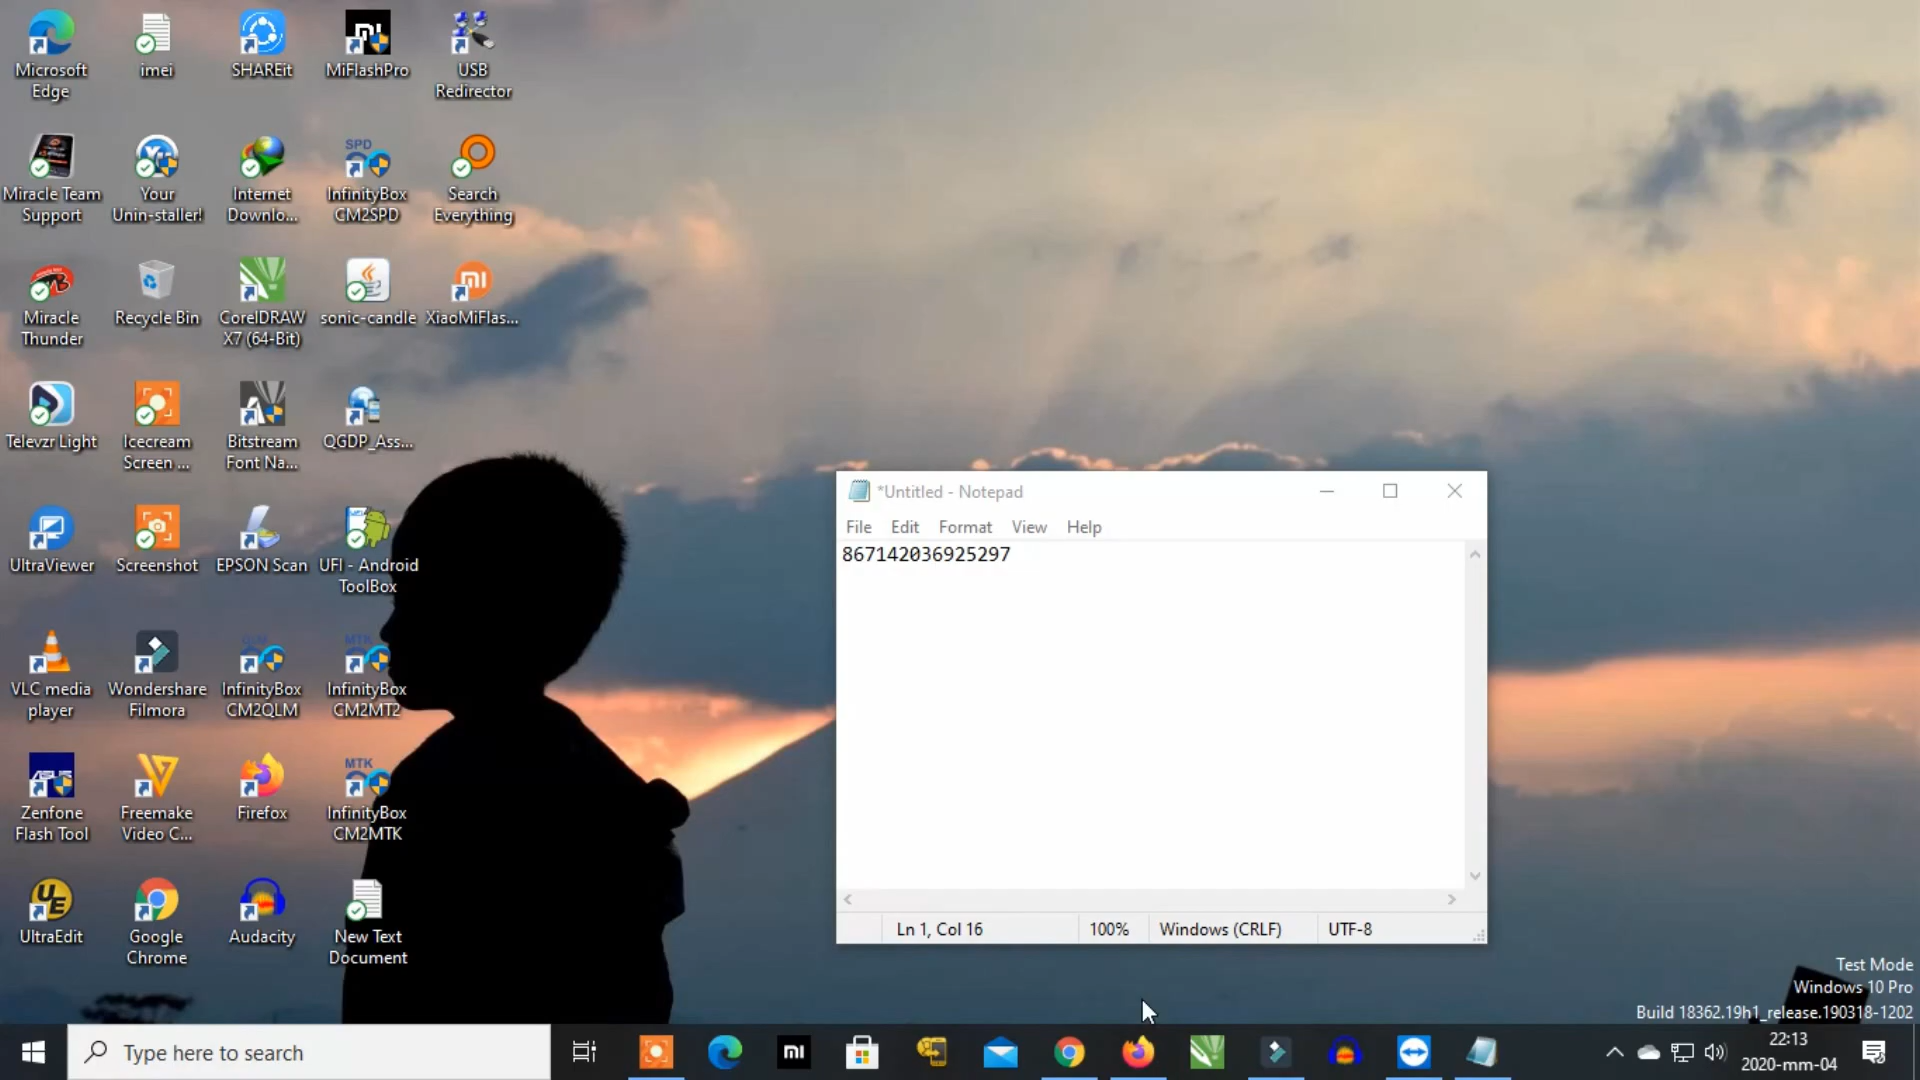 Microsoft
Edge
imei
SHAREit
MiFlashPro
USB
Redirector
Miracle Team
Support
Your
Unin-staller!
Internet
Downlo...
SPD
InfinityBox
CM2SPD
Search
Everything
Miracle
Thunder
Recycle Bin
CorelDRAW
X7 (64-Bit)
sonic-candle
XiaoMiFlas...
Televzr Light
Icecream
Screen ...
Bitstream
Font Na...
QGDP_Ass...
UltraViewer
Screenshot
EPSON Scan
UFI - Android
ToolBox
VLC media
player
Wondershare
Filmora
QLM
InfinityBox
CM2QLM
MTK
InfinityBox
CM2MT2
Zenfone
Flash Tool
Freemake
Video C...
Firefox
MTK
InfinityBox
CM2MTK
UltraEdit
Google
Chrome
Audacity
New Text
Document
*Untitled - Notepad
File Edit Format View Help
867142036925297
Ln 1, Col 16 100% Windows (CRLF) UTF-8
Test Mode
Windows 10 Pro
Build 18362.19h1_release.190318-1202
Type here to search
22:13
2020-mm-04